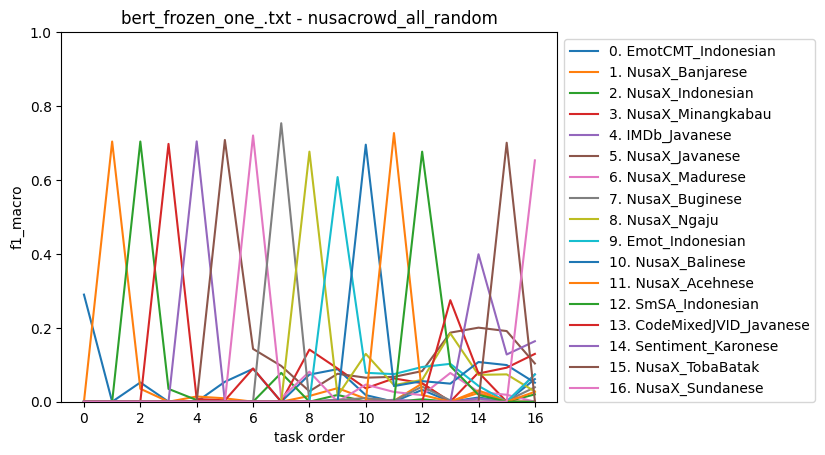 bert_frozen_one_.txt - nusacrowd_all_random
1.0
0.8
0.6
0.4
0.2
0.0
f1_macro
0 2 4 6 8 10 12 14 16
task order
0. EmotCMT_Indonesian
1. NusaX_Banjarese
2. NusaX_Indonesian
3. NusaX_Minangkabau
4. IMDb_Javanese
5. NusaX_Javanese
6. NusaX_Madurese
7. NusaX_Buginese
8. NusaX_Ngaju
9. Emot_Indonesian
10. NusaX_Balinese
11. NusaX_Acehnese
12. SmSA_Indonesian
13. CodeMixedJVID_Javanese
14. Sentiment_Karonese
15. NusaX_TobaBatak
16. NusaX_Sundanese